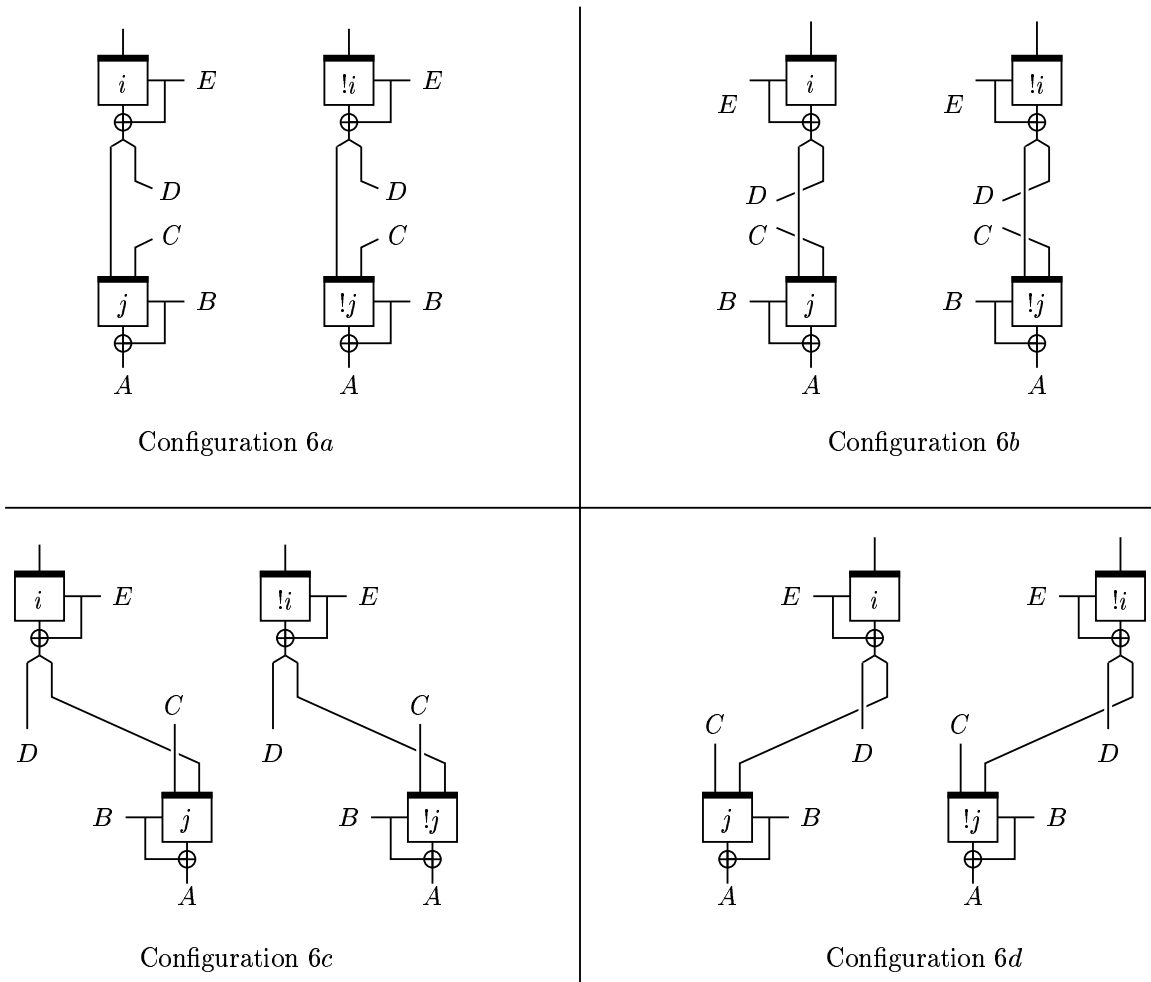 i E !i E
D D
C C
j B !j B
A A
Configuration 6a
i !i
E E
D D
C C
B j B !j
A A
Configuration 6b
i E !i E
C C
D D
B j B !j
A A
Configuration 6c
E i E !i
C C
D D
j B !j B
A A
Configuration 6d